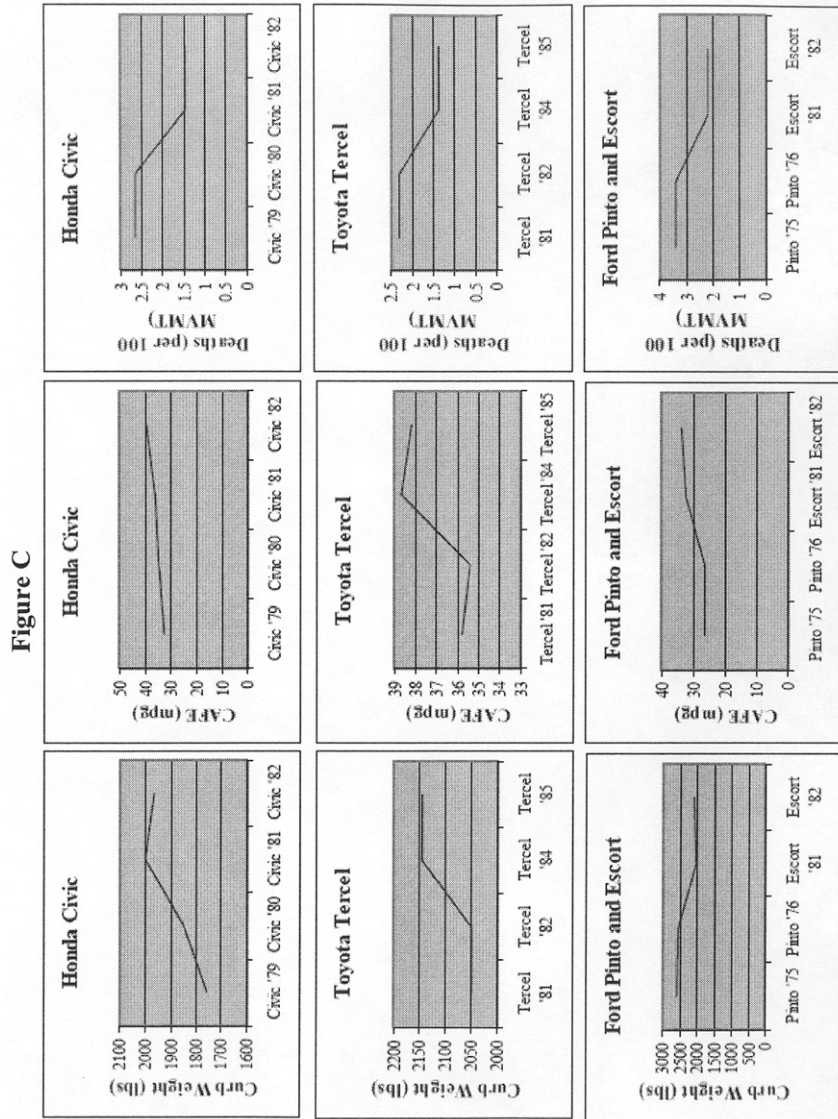 Figure C
Honda Civic
Curb Weight (lbs)
2100
2000
1900
1800
1700
1600
Civic '79 Civic '80 Civic '81 Civic '82
Honda Civic
CAFE (mpg)
50
40
30
20
10
0
Civic '79 Civic '80 Civic '81 Civic '82
Honda Civic
Deaths (per 100
MVMT)
3
2.5
2
1.5
1
0.5
0
Civic '79 Civic '80 Civic '81 Civic '82
Toyota Tercel
Curb Weight (lbs)
2200
2150
2100
2050
2000
Tercel Tercel Tercel Tercel
'81 '82 '84 '85
Toyota Tercel
CAFE (mpg)
39
38
37
36
35
34
33
Tercel '81 Tercel '82 Tercel '84 Tercel '85
Toyota Tercel
Deaths (per 100
MVMT)
2.5
2
1.5
1
0.5
0
Tercel Tercel Tercel Tercel
'81 '82 '84 '85
Ford Pinto and Escort
Curb Weight (lbs)
3000
2500
2000
1500
1000
500
0
Pinto '75 Pinto '76 Escort Escort
'81 '82
Ford Pinto and Escort
CAFE (mpg)
40
30
20
10
0
Pinto '75 Pinto '76 Escort '81 Escort '82
Ford Pinto and Escort
Deaths (per 100
MVMT)
4
3
2
1
0
Pinto '75 Pinto '76 Escort Escort
'81 '82